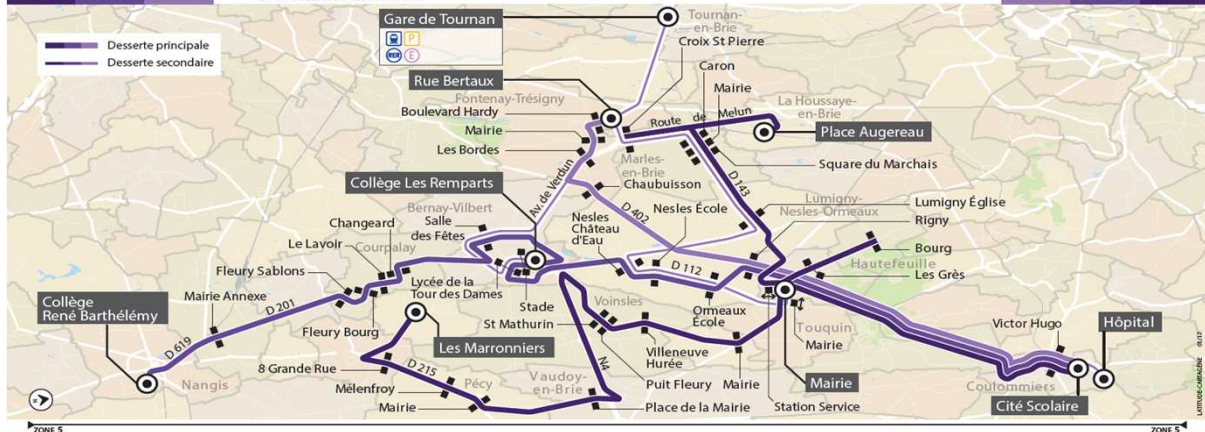 Desserte principale
Desserte secondaire
Gare de Tournan
P
RER E
Tournan-
en-Brie
Croix St Pierre
Caron
Mairie
Rue Bertaux
Fontenay-Trésigny
Boulevard Hardy
Mairie
Les Bordes
Route de Melun
La Houssaye-
en-Brie
Place Augereau
Square du Marchais
Marles-
en-Brie
D 143
Collège Les Remparts
Av. de Verdun
Chaubuisson
D 402
Bernay-Vilbert
Salle
des Fêtes
Nesles
Château
d'Eau
Nesles École
Lumigny-
Nesles-Ormeaux
Lumigny Église
Rigny
Bourg
Hautefeuille
Les Grès
Changeard
Le Lavoir
Courpalay
Fleury Sablons
Mairie Annexe
D 201
Fleury Bourg
Lycée de la
Tour des Dames
Stade
St Mathurin
Voinsles
D 112
Ormeaux
École
Touquin
Mairie
Collège
René Barthélémy
D 619
Nangis
Les Marronniers
8 Grande Rue
D 215
Mélenfroy
Pécy
Mairie
Vaudoy-
en-Brie
N4
Villeneuve
Hurée
Puit Fleury
Place de la Mairie
Mairie
Mairie
Station Service
Victor Hugo
Hôpital
Coulommiers
Cité Scolaire
N
LATITUDE-CARTAGÈNE 01/17
ZONE 5
ZONE 5